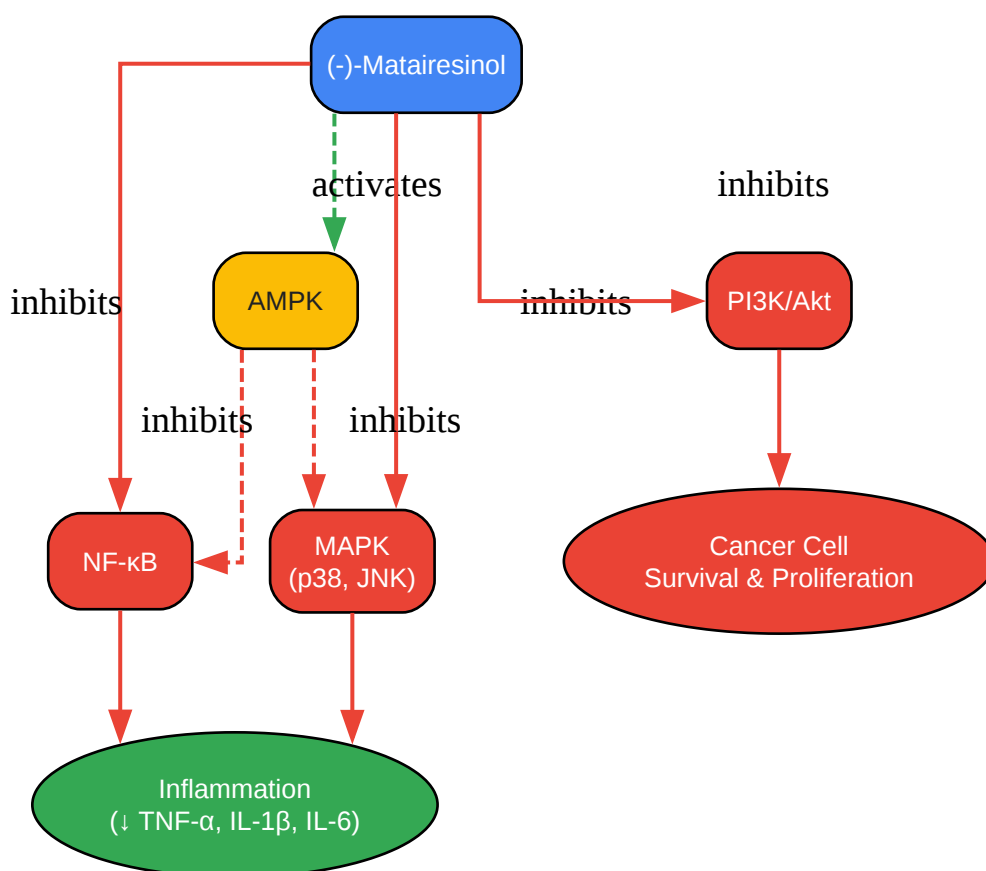 (-)-Matairesinol
activates
inhibits
inhibits
AMPK
inhibits
PI3K/Akt
inhibits
inhibits
NF-κB
MAPK
(p38, JNK)
Cancer Cell
Survival & Proliferation
Inflammation
(↓ TNF-α, IL-1β, IL-6)